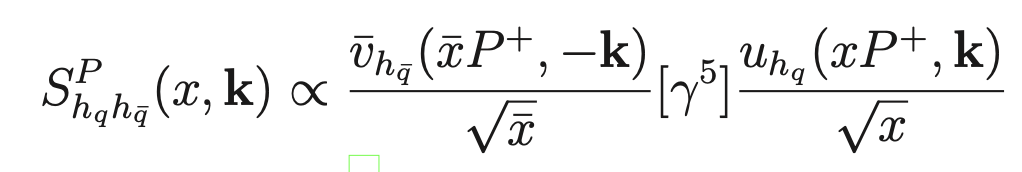 S^P_{h_q h_{\bar{q}}}(x, \mathbf{k}) \propto \frac{\bar{v}_{h_{\bar{q}}}(\bar{x}P^+, -\mathbf{k})}{\sqrt{\bar{x}}} [\gamma^5] \frac{u_{h_q}(xP^+, \mathbf{k})}{\sqrt{x}}